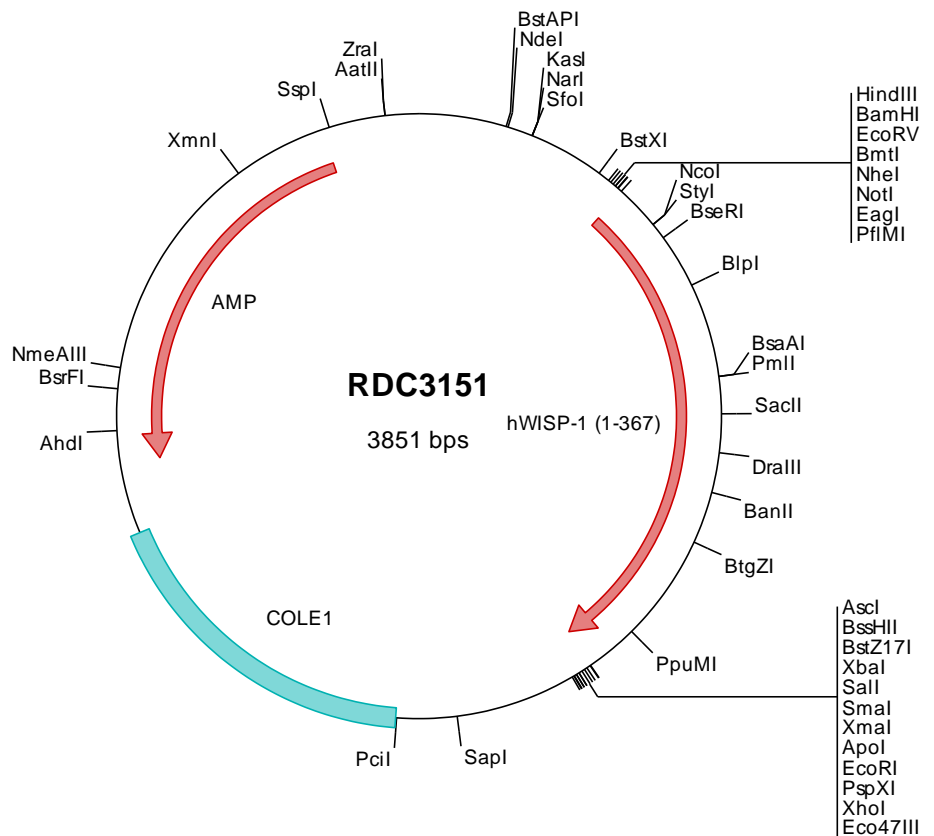 BstAPI
NdeI
ZraI
AatII
KasI
NarI
SfoI
SspI
XmnI
BstXI
HindIII
BamHI
EcoRV
BmtI
NheI
NotI
EagI
PflMI
NcoI
StyI
BseRI
BlpI
AMP
NmeAIII
BsrFI
AhdI
RDC3151
3851 bps
hWISP-1 (1-367)
BsaAI
PmlI
SacII
DraIII
BanII
BtgZI
COLE1
PpuMI
AscI
BssHII
BstZ17I
XbaI
SalI
SmaI
XmaI
ApoI
EcoRI
PspXI
XhoI
Eco47III
PciI
SapI